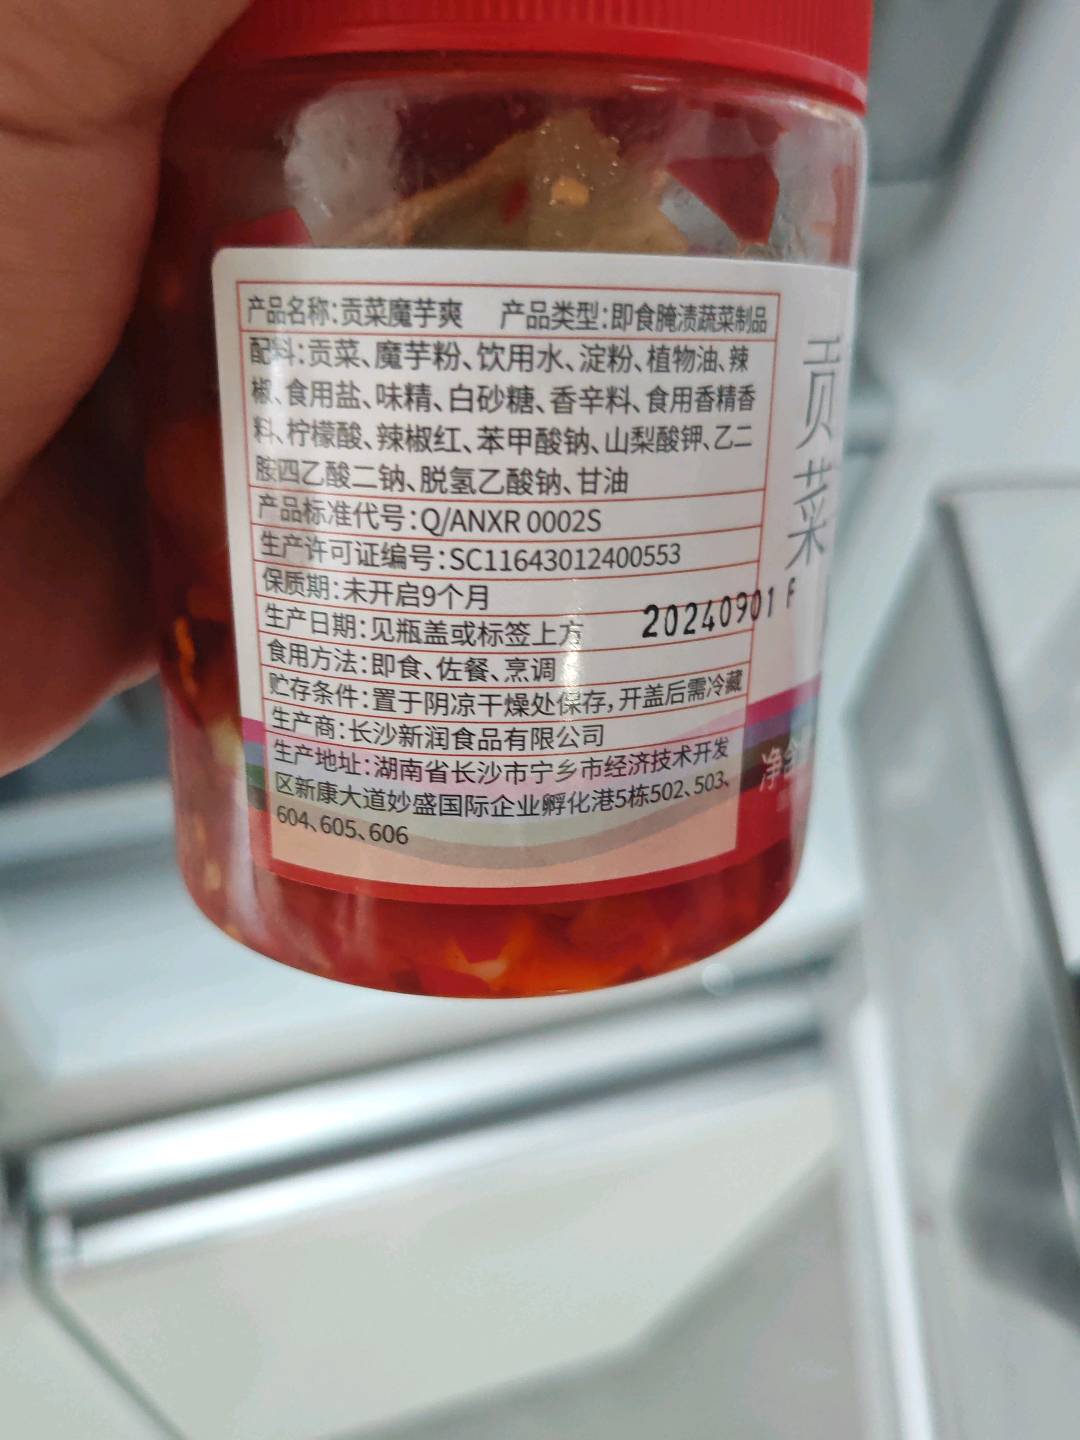 产品名称:贡菜魔芋爽 产品类型:即食腌渍蔬菜制品
配料:贡菜、魔芋粉、饮用水、淀粉、植物油、辣
椒、食用盐、味精、白砂糖、香辛料、食用香精香
料、柠檬酸、辣椒红、苯甲酸钠、山梨酸钾、乙二
胺四乙酸二钠、脱氢乙酸钠、甘油
产品标准代号:Q/ANXR 0002S
生产许可证编号:SC11643012400553
保质期:未开启9个月
生产日期:见瓶盖或标签上方
20240901 F
食用方法:即食、佐餐、烹调
贮存条件:置于阴凉干燥处保存,开盖后需冷藏
生产商:长沙新润食品有限公司
生产地址:湖南省长沙市宁乡市经济技术开发
区新康大道妙盛国际企业孵化港5栋502、503、
604、605、606
贡菜
净含